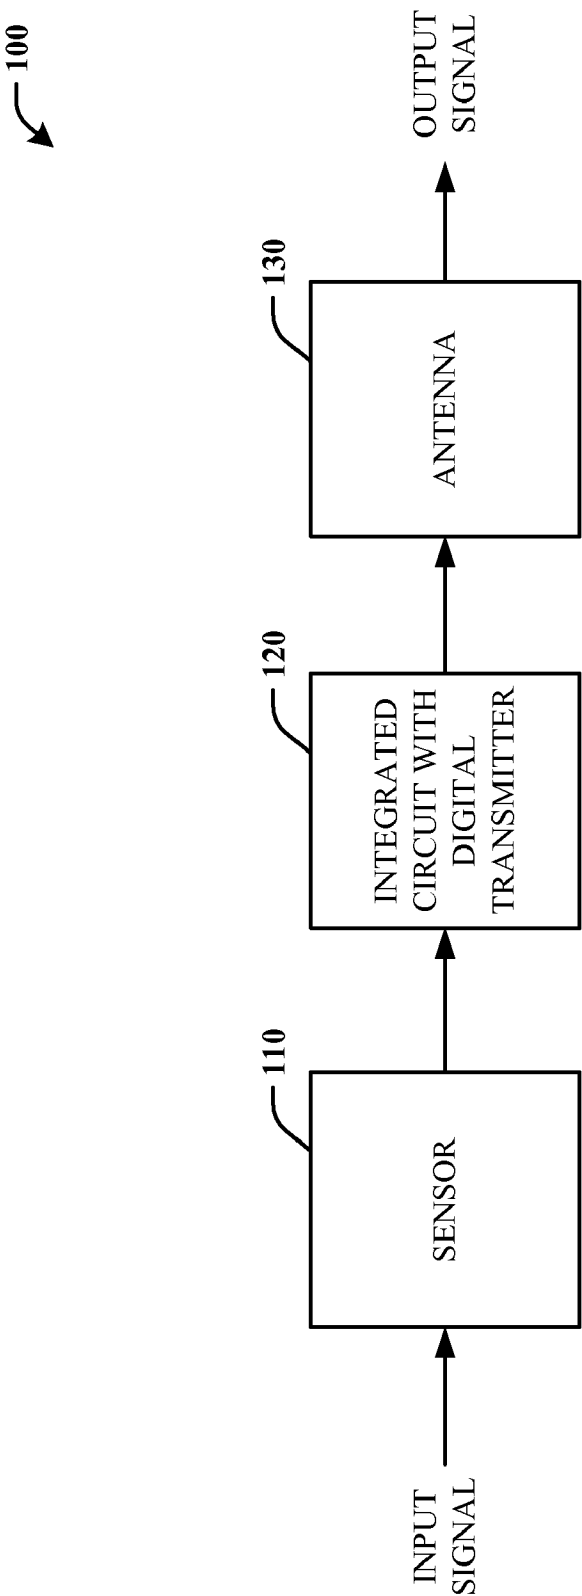 100
INPUT
SIGNAL
110
SENSOR
120
INTEGRATED
CIRCUIT WITH
DIGITAL
TRANSMITTER
130
ANTENNA
OUTPUT
SIGNAL